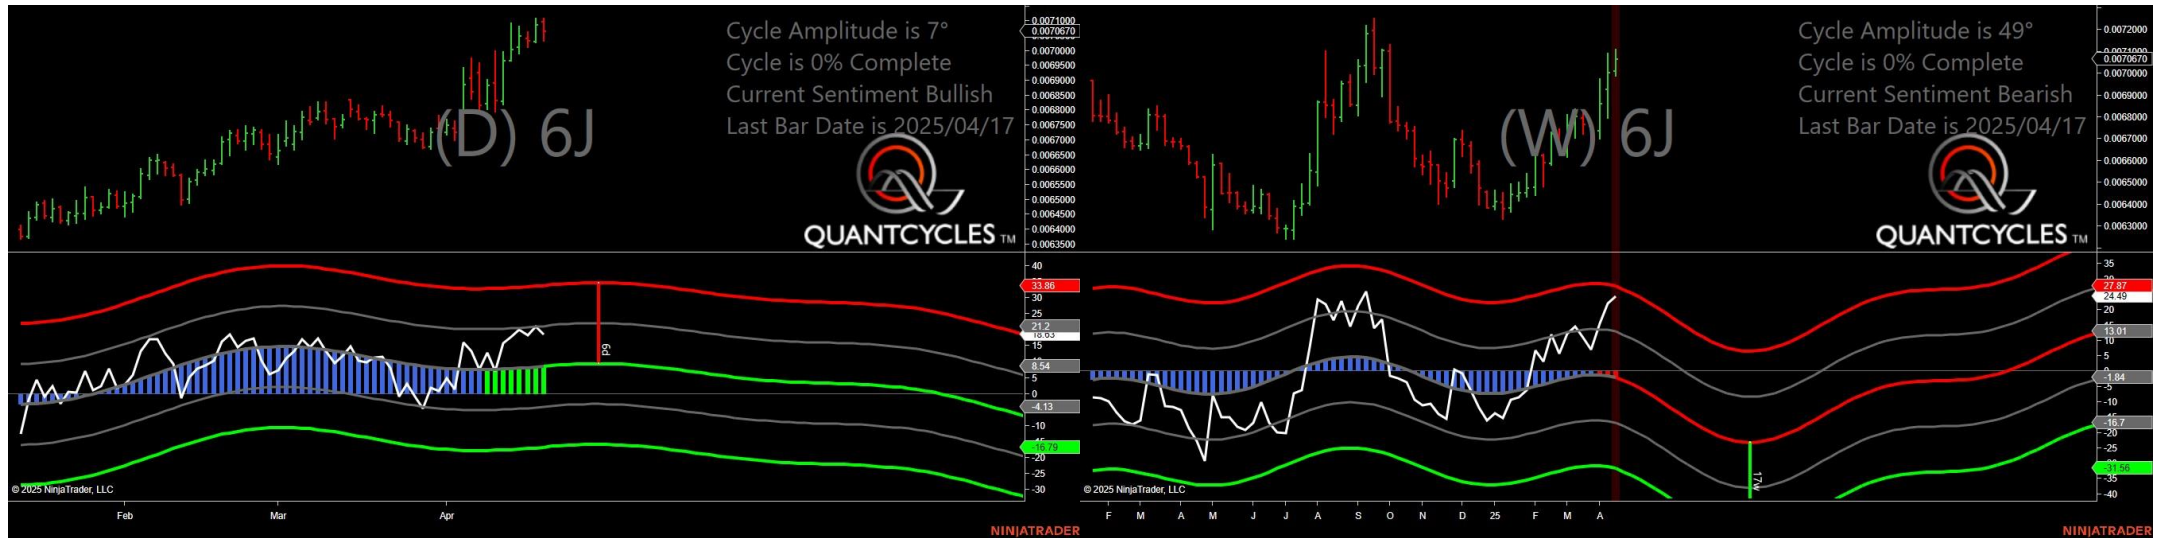 Cycle Amplitude is 7°
Cycle is 0% Complete
Current Sentiment Bullish
Last Bar Date is 2025/04/17
(D) 6J
QUANTCYCLES TM
0.0071000
0.0070670
0.0070000
0.0069500
0.0069000
0.0068500
0.0068000
0.0067500
0.0067000
0.0066500
0.0066000
0.0065500
0.0065000
0.0064500
0.0064000
0.0063500
40
33.86
30
25
21.2
18.63
15
8.54
5
0
-4.13
-10
-16.79
-20
-25
-30
6d
© 2025 NinjaTrader, LLC
Feb
Mar
Apr
NINJATRADER
Cycle Amplitude is 49°
Cycle is 0% Complete
Current Sentiment Bearish
Last Bar Date is 2025/04/17
(W) 6J
QUANTCYCLES TM
0.0072000
0.0071000
0.0070670
0.0070000
0.0069000
0.0068000
0.0067000
0.0066000
0.0065000
0.0064000
0.0063000
35
27.87
24.49
13.01
10
5
-1.84
-5
-10
-16.7
-20
-25
-31.56
-35
-40
17w
© 2025 NinjaTrader, LLC
F
M
A
M
J
J
A
S
O
N
D
25
F
M
A
NINJATRADER